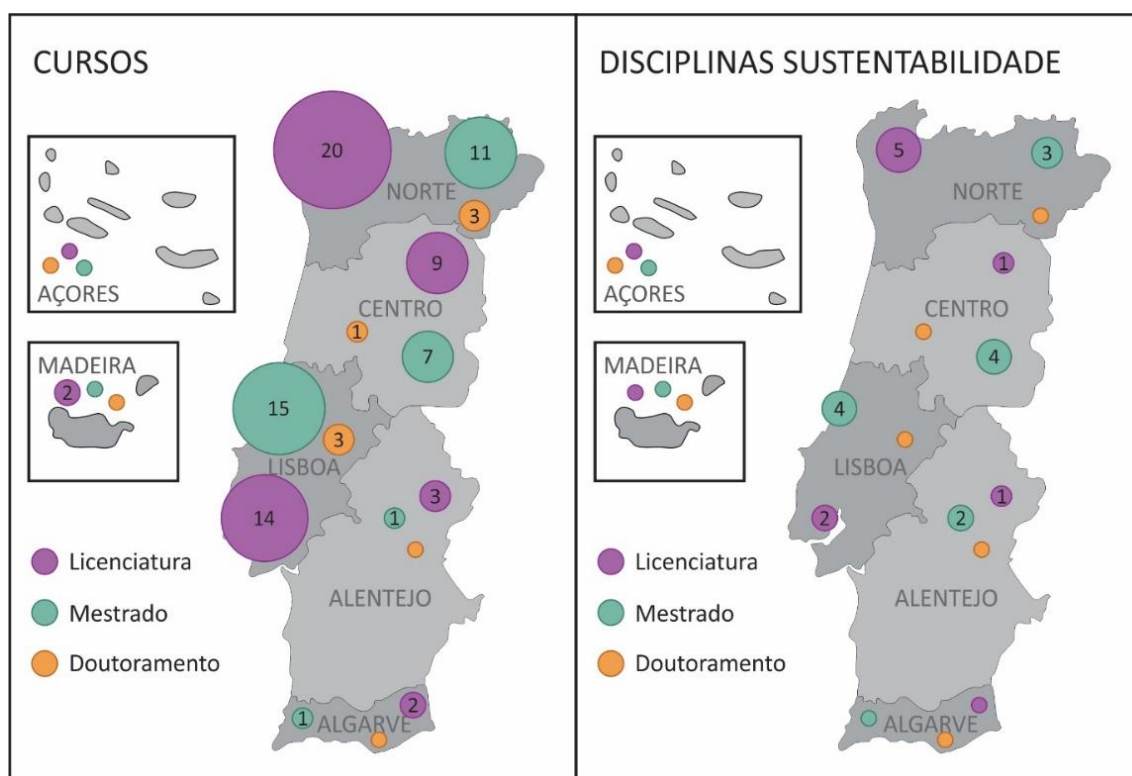 CURSOS
20
11
NORTE
3
9
CENTRO
1
7
AÇORES
MADEIRA
2
15
3
LISBOA
14
3
1
ALENTEJO
Licenciatura
Mestrado
Doutoramento
1
2
ALGARVE
DISCIPLINAS SUSTENTABILIDADE
5
3
NORTE
1
CENTRO
4
AÇORES
MADEIRA
4
LISBOA
2
1
2
ALENTEJO
Licenciatura
Mestrado
Doutoramento
ALGARVE